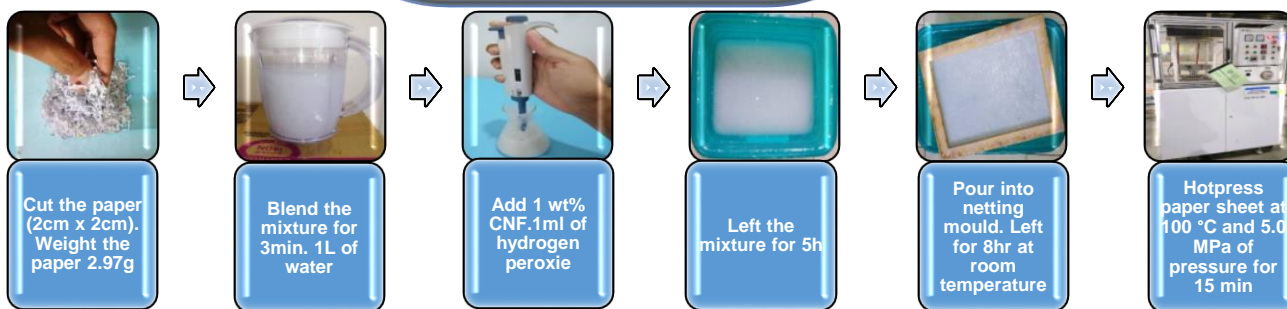 Cut the paper
(2cm x 2cm).
Weight the
paper 2.97g
Blend the
mixture for
3min. 1L of
water
Add 1 wt%
CNF.1ml of
hydrogen
peroxie
Left the
mixture for 5h
Pour into
netting
mould. Left
for 8hr at
room
temperature
Hotpress
paper sheet at
100 °C and 5.0
MPa of
pressure for
15 min